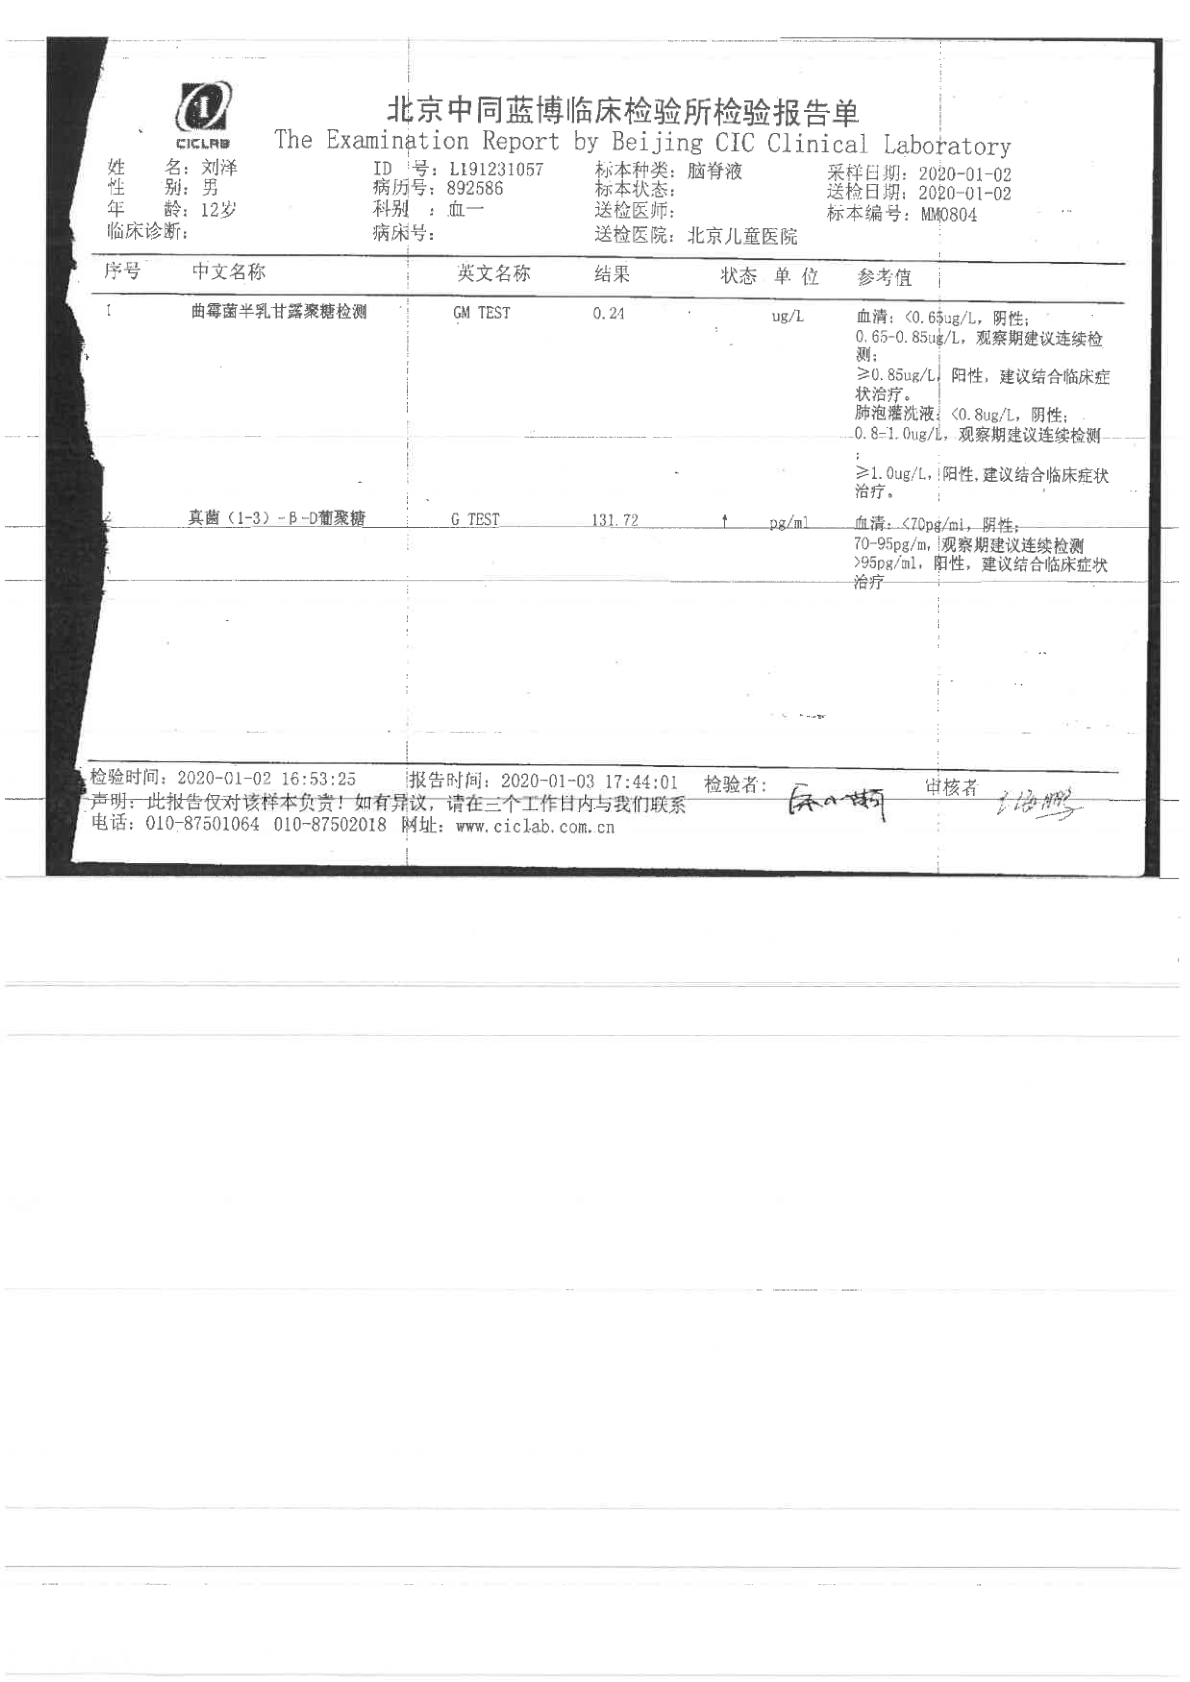 CICLAB
北京中同蓝博临床检验所检验报告单
The Examination Report by Beijing CIC Clinical Laboratory
姓 名: 刘泽 ID 号: L191231057 标本种类: 脑脊液 采样日期: 2020-01-02
性 别: 男 病历号: 892586 标本状态: 送检日期: 2020-01-02
年 龄: 12岁 科别 : 血一 送检医师: 标本编号: MM0804
临床诊断: 病床号: 送检医院: 北京儿童医院
序号 中文名称 英文名称 结果 状态 单 位 参考值
1 曲霉菌半乳甘露聚糖检测 GM TEST 0.24 ug/L 血清: <0.65ug/L, 阴性;
0.65-0.85ug/L, 观察期建议连续检
测;
≥0.85ug/L, 阳性, 建议结合临床症
状治疗。
肺泡灌洗液: <0.8ug/L, 阴性;
0.8-1.0ug/L, 观察期建议连续检测
;
≥1.0ug/L, 阳性,建议结合临床症状
治疗。
2 真菌（1-3）-β-D葡聚糖 G TEST 131.72 ↑ pg/ml 血清: <70pg/ml, 阴性;
70-95pg/m, 观察期建议连续检测
>95pg/ml, 阳性, 建议结合临床症状
治疗
检验时间: 2020-01-02 16:53:25 报告时间: 2020-01-03 17:44:01 检验者: 审核者
声明: 此报告仅对该样本负责! 如有异议, 请在三个工作日内与我们联系
电话: 010-87501064 010-87502018 网址: www.ciclab.com.cn